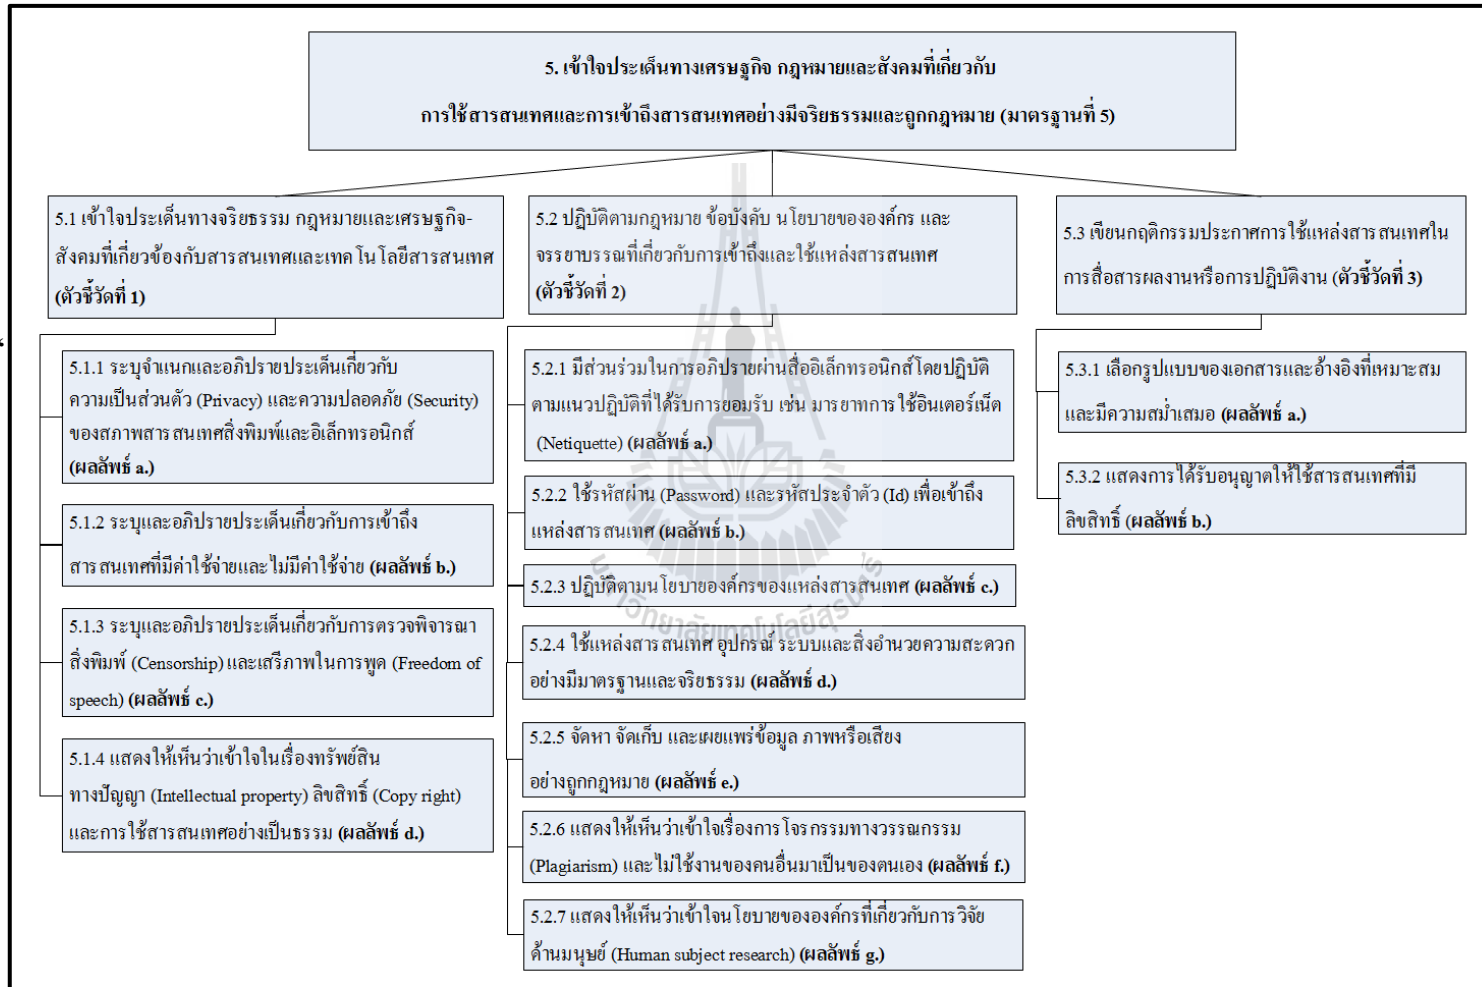 5. เข้าใจประเด็นทางเศรษฐกิจ กฎหมายและสังคมที่เกี่ยวกับ
การใช้สารสนเทศและการเข้าถึงสารสนเทศอย่างมีจริยธรรมและถูกกฎหมาย (มาตรฐานที่ 5)
5.1 เข้าใจประเด็นทางจริยธรรม กฎหมายและเศรษฐกิจ-
สังคมที่เกี่ยวข้องกับสารสนเทศและเทคโนโลยีสารสนเทศ
(ตัวชี้วัดที่ 1)
5.1.1 ระบุจำแนกและอภิปรายประเด็นเกี่ยวกับ
ความเป็นส่วนตัว (Privacy) และความปลอดภัย (Security)
ของสภาพสารสนเทศสิ่งพิมพ์และอิเล็กทรอนิกส์
(ผลลัพธ์ a.)
5.1.2 ระบุและอภิปรายประเด็นเกี่ยวกับการเข้าถึง
สารสนเทศที่มีค่าใช้จ่ายและไม่มีค่าใช้จ่าย (ผลลัพธ์ b.)
5.1.3 ระบุและอภิปรายประเด็นเกี่ยวกับการตรวจพิจารณา
สิ่งพิมพ์ (Censorship) และเสรีภาพในการพูด (Freedom of
speech) (ผลลัพธ์ c.)
5.1.4 แสดงให้เห็นว่าเข้าใจในเรื่องทรัพย์สิน
ทางปัญญา (Intellectual property) ลิขสิทธิ์ (Copy right)
และการใช้สารสนเทศอย่างเป็นธรรม (ผลลัพธ์ d.)
5.2 ปฏิบัติตามกฎหมาย ข้อบังคับ นโยบายขององค์กร และ
จรรยาบรรณที่เกี่ยวกับการเข้าถึงและใช้แหล่งสารสนเทศ
(ตัวชี้วัดที่ 2)
5.2.1 มีส่วนร่วมในการอภิปรายผ่านสื่ออิเล็กทรอนิกส์โดยปฏิบัติ
ตามแนวปฏิบัติที่ได้รับการยอมรับ เช่น มารยาทการใช้อินเตอร์เน็ต
(Netiquette) (ผลลัพธ์ a.)
5.2.2 ใช้รหัสผ่าน (Password) และรหัสประจำตัว (Id) เพื่อเข้าถึง
แหล่งสารสนเทศ (ผลลัพธ์ b.)
5.2.3 ปฏิบัติตามนโยบายองค์กรของแหล่งสารสนเทศ (ผลลัพธ์ c.)
5.2.4 ใช้แหล่งสารสนเทศ อุปกรณ์ ระบบและสิ่งอำนวยความสะดวก
อย่างมีมาตรฐานและจริยธรรม (ผลลัพธ์ d.)
5.2.5 จัดหา จัดเก็บ และเผยแพร่ข้อมูล ภาพหรือเสียง
อย่างถูกกฎหมาย (ผลลัพธ์ e.)
5.2.6 แสดงให้เห็นว่าเข้าใจเรื่องการโจรกรรมทางวรรณกรรม
(Plagiarism) และไม่ใช้งานของคนอื่นมาเป็นของตนเอง (ผลลัพธ์ f.)
5.2.7 แสดงให้เห็นว่าเข้าใจนโยบายขององค์กรที่เกี่ยวกับการวิจัย
ด้านมนุษย์ (Human subject research) (ผลลัพธ์ g.)
5.3 เขียนกฤติกรรมประกาศการใช้แหล่งสารสนเทศใน
การสื่อสารผลงานหรือการปฏิบัติงาน (ตัวชี้วัดที่ 3)
5.3.1 เลือกรูปแบบของเอกสารและอ้างอิงที่เหมาะสม
และมีความสม่ำเสมอ (ผลลัพธ์ a.)
5.3.2 แสดงการได้รับอนุญาตให้ใช้สารสนเทศที่มี
ลิขสิทธิ์ (ผลลัพธ์ b.)
มหาวิทยาลัยเทคโนโลยีสุรนารี